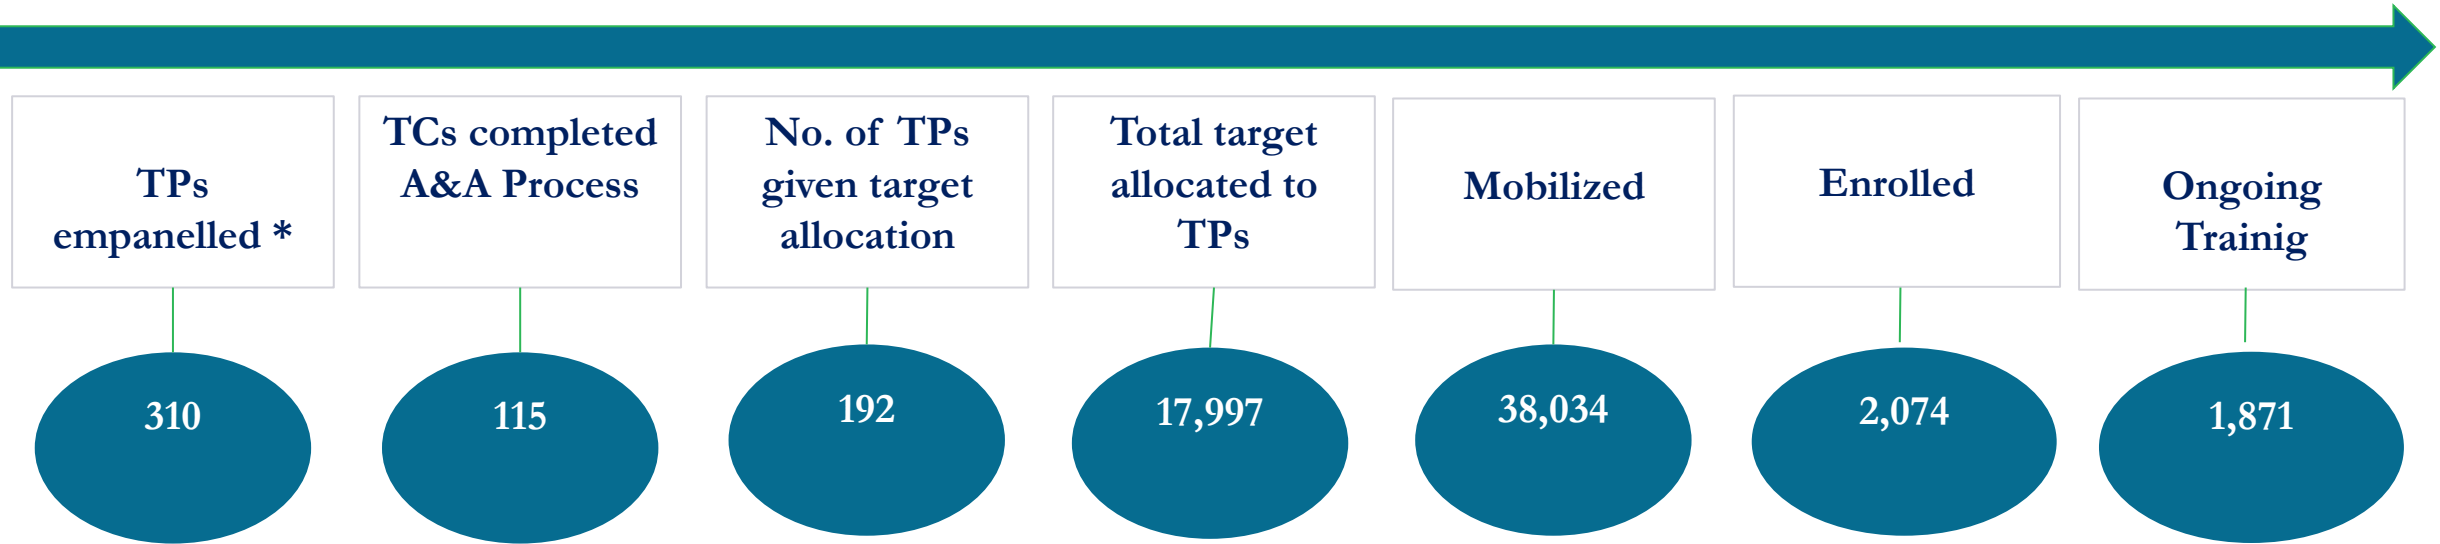 TPs
empanelled *
310
TCs completed
A&A Process
115
No. of TPs
given target
allocation
192
Total target
allocated to
TPs
17,997
Mobilized
38,034
Enrolled
2,074
Ongoing
Trainig
1,871